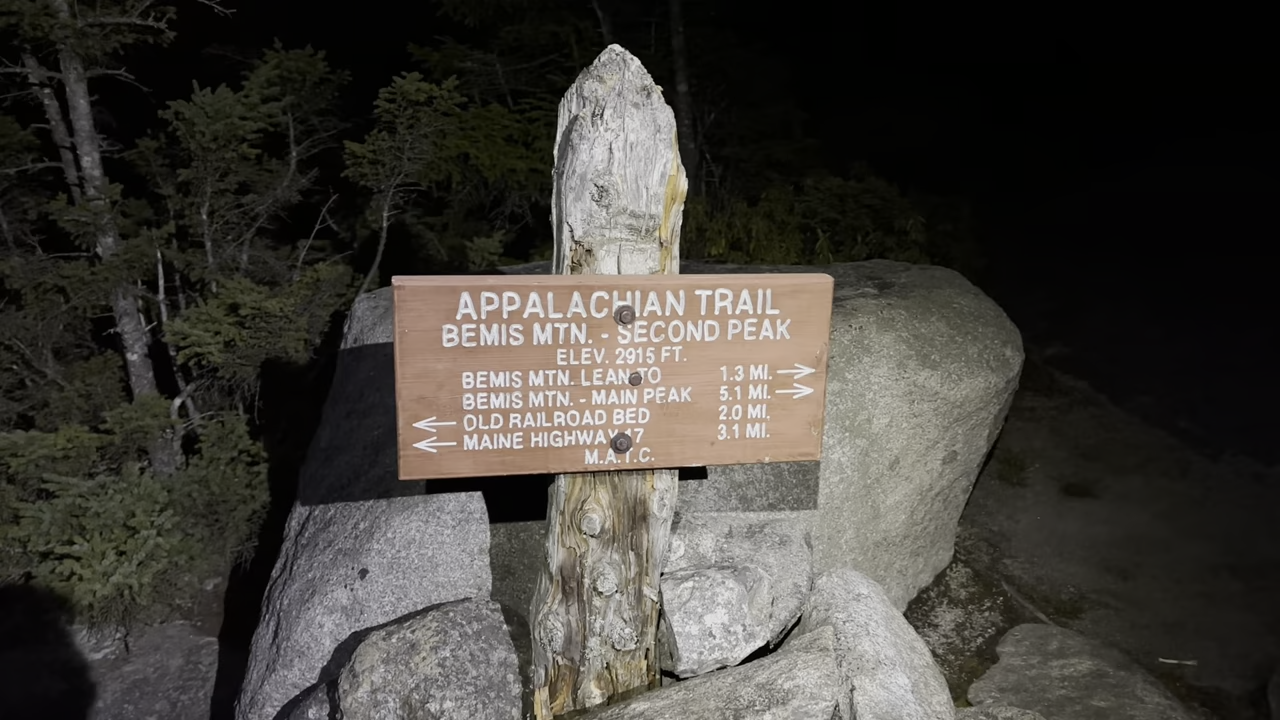 APPALACHIAN TRAIL
BEMIS MTN. - SECOND PEAK
ELEV. 2915 FT.
BEMIS MTN. LEAN TO 1.3 MI. →
BEMIS MTN. - MAIN PEAK 5.1 MI. →
← OLD RAILROAD BED 2.0 MI.
← MAINE HIGHWAY 17 3.1 MI.
M.A.T.C.